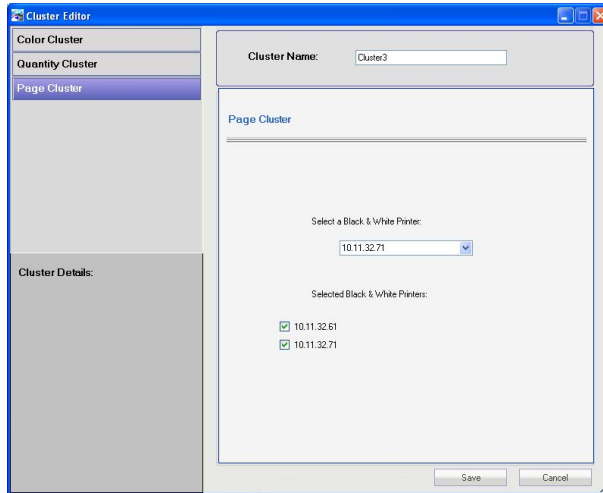 Cluster Editor
Color Cluster
Quantity Cluster
Page Cluster
Cluster Details:
Cluster Name:
Cluster3
Page Cluster
Select a Black & White Printer:
10.11.32.71
Selected Black & White Printers:
10.11.32.61
10.11.32.71
Save
Cancel